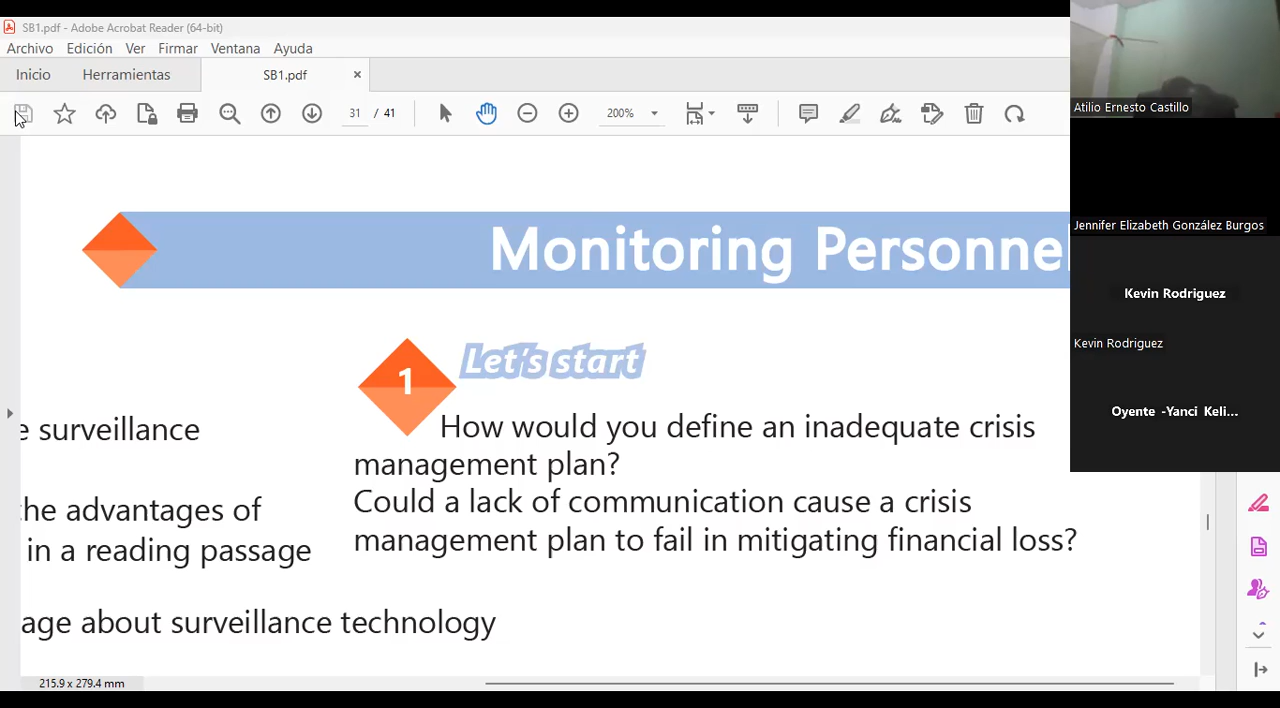 SB1.pdf - Adobe Acrobat Reader (64-bit)
Archivo Edición Ver Firmar Ventana Ayuda
Inicio Herramientas SB1.pdf ×
31 / 41 200%
Atilio Ernesto Castillo
Jennifer Elizabeth González Burgos
Kevin Rodriguez
Kevin Rodriguez
Oyente -Yanci Keli...
Monitoring Personne
1 Let's start
How would you define an inadequate crisis
management plan?
Could a lack of communication cause a crisis
management plan to fail in mitigating financial loss?
e surveillance
the advantages of
in a reading passage
age about surveillance technology
215.9 x 279.4 mm